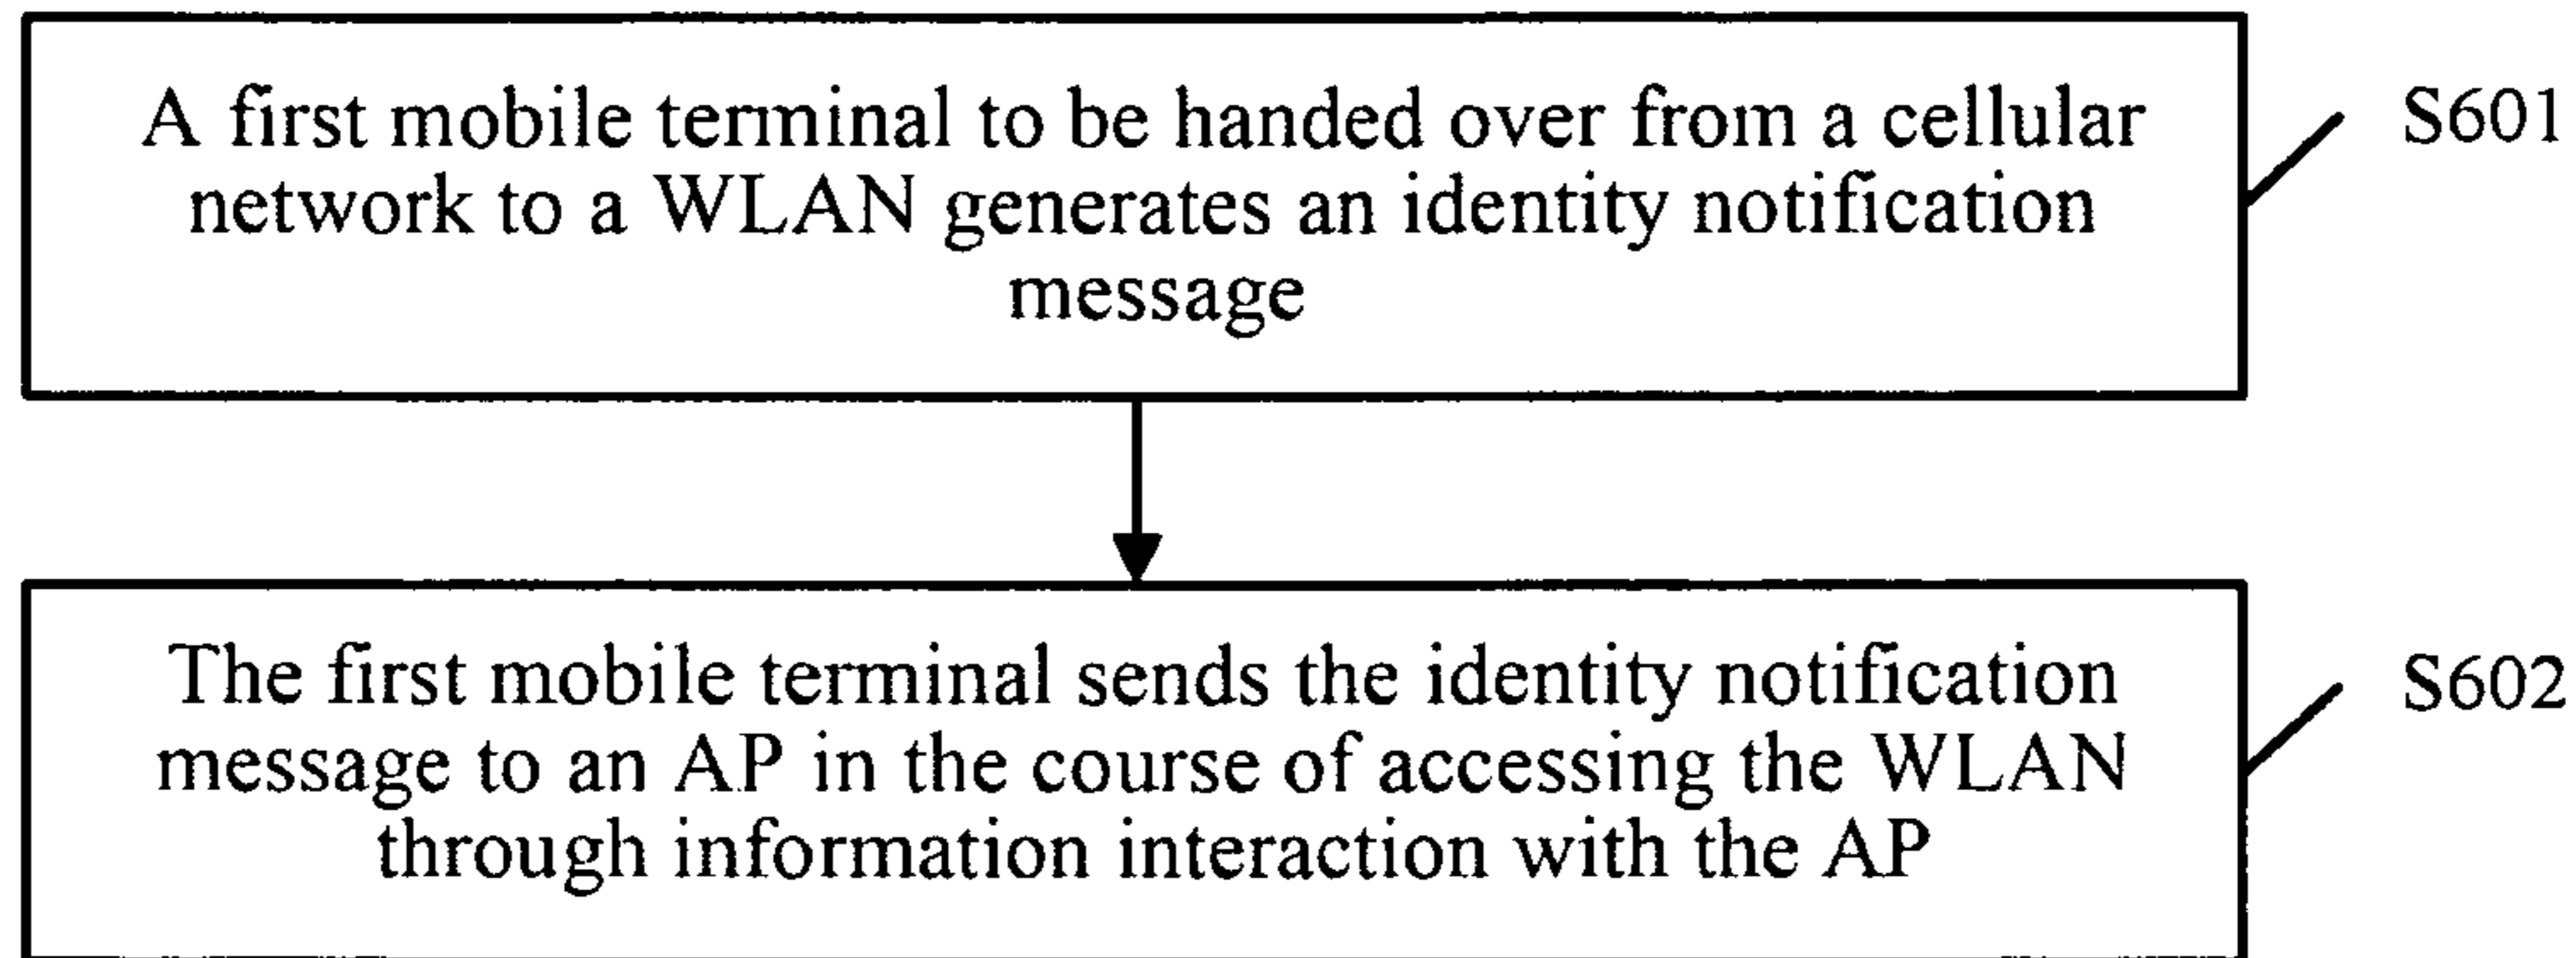 A first mobile terminal to be handed over from a cellular
network to a WLAN generates an identity notification
message
S601
The first mobile terminal sends the identity notification
message to an AP in the course of accessing the WLAN
through information interaction with the AP
S602